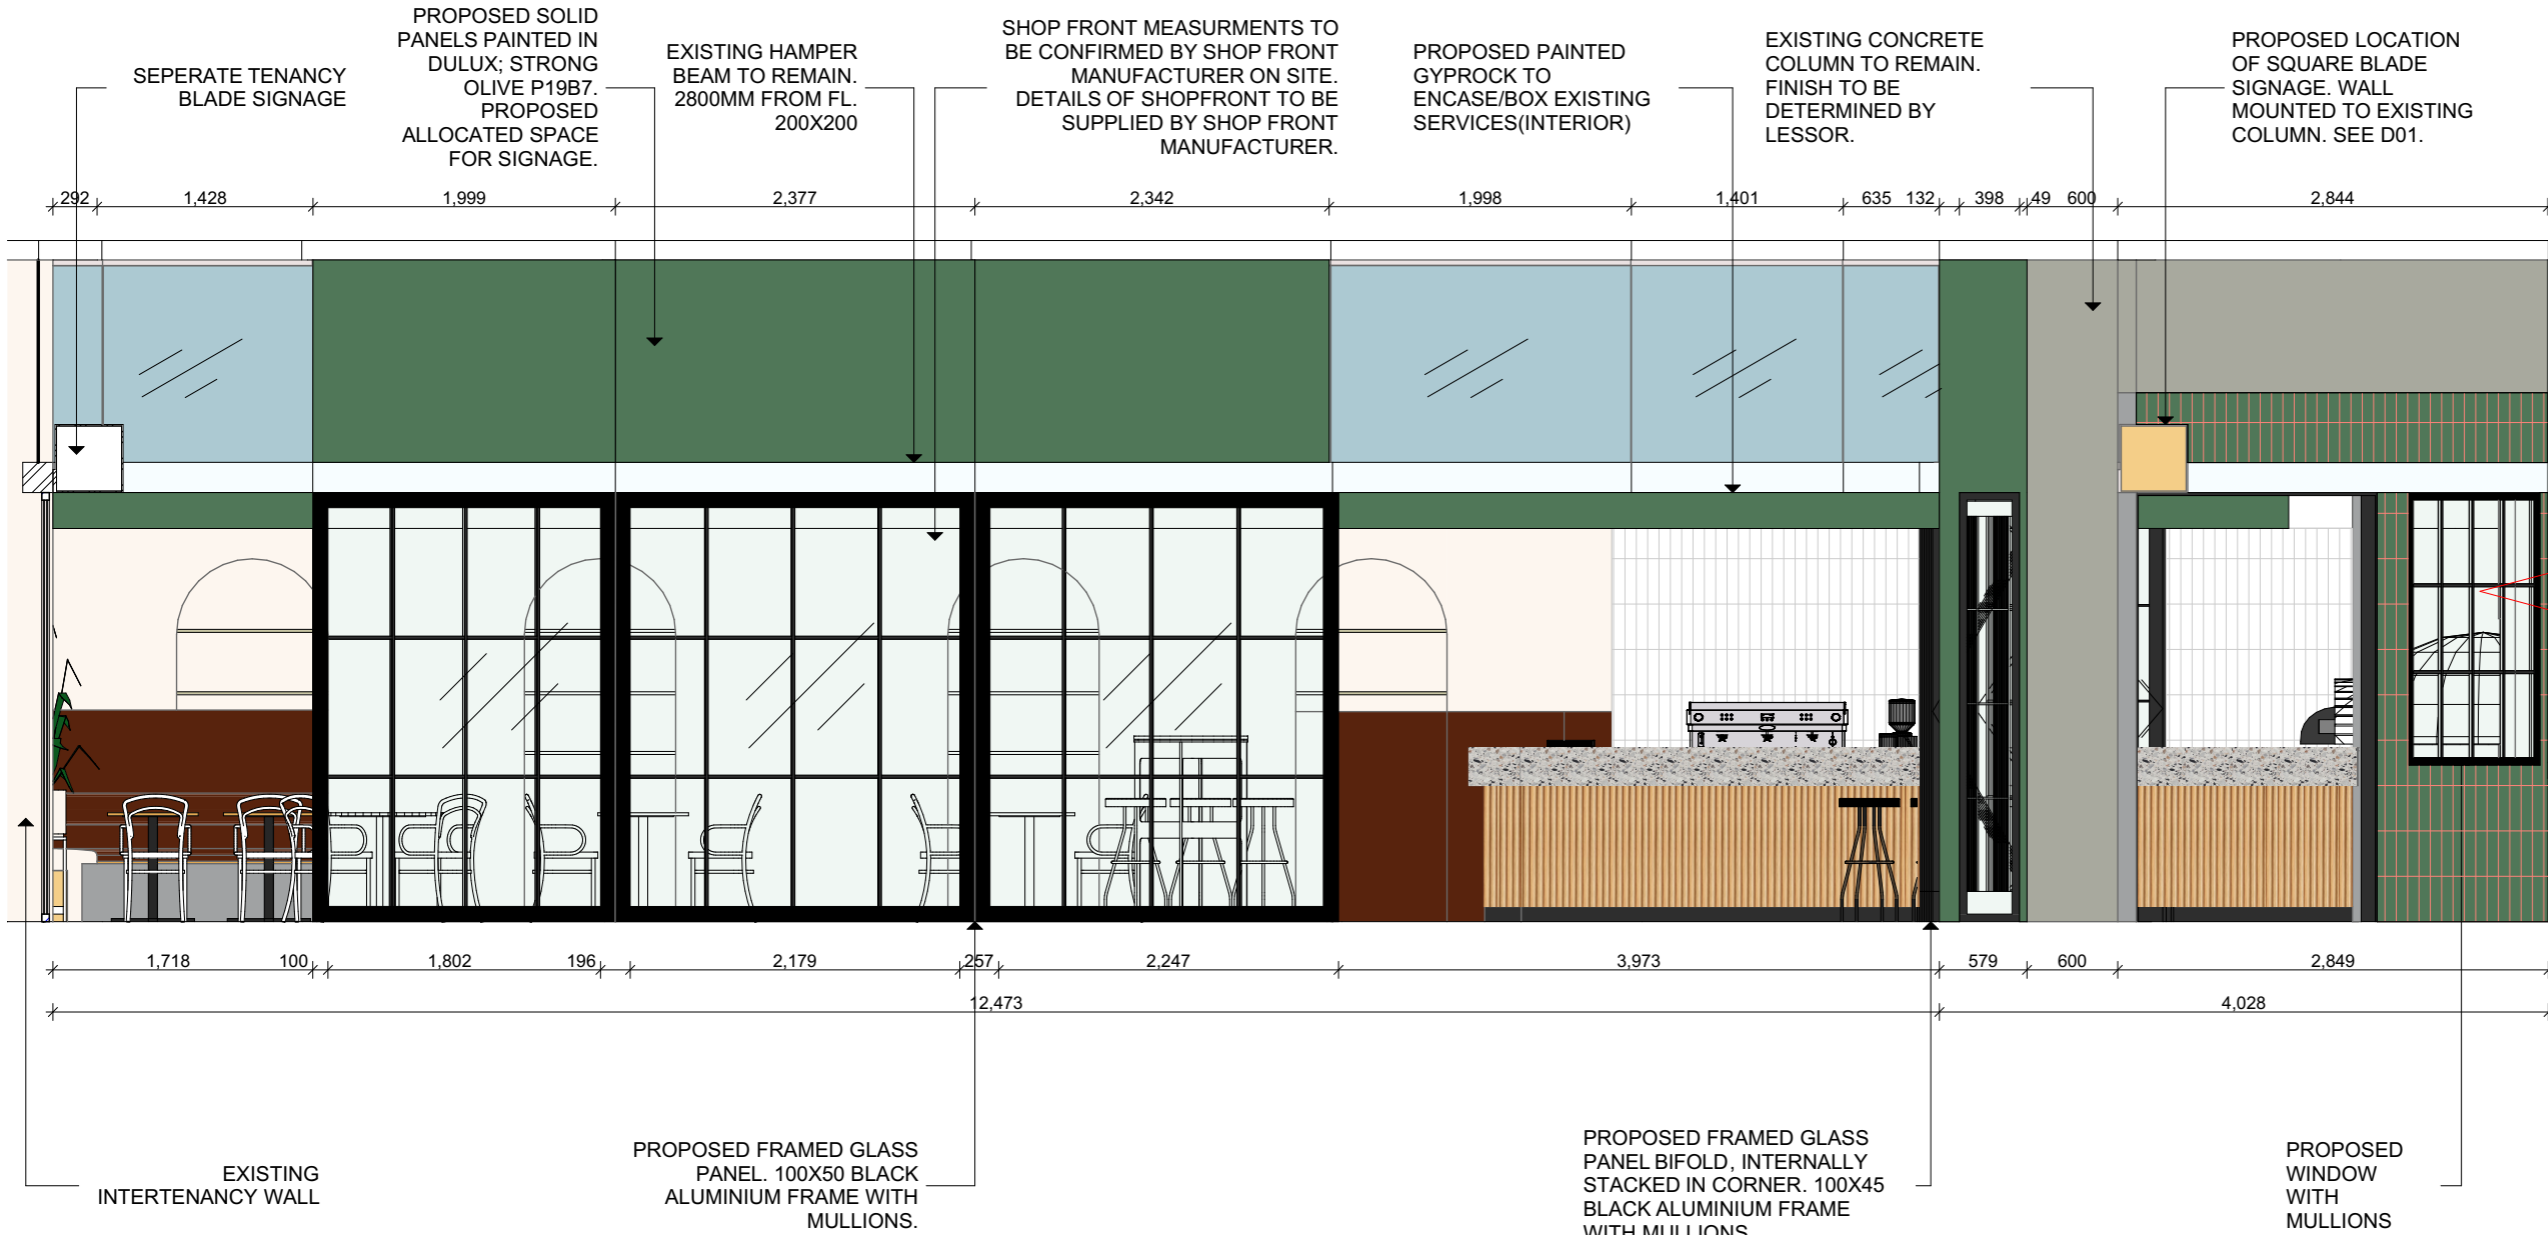 PROPOSED SOLID
PANELS PAINTED IN
DULUX; STRONG
OLIVE P19B7.
PROPOSED
ALLOCATED SPACE
FOR SIGNAGE.
SEPERATE TENANCY
BLADE SIGNAGE
EXISTING HAMPER
BEAM TO REMAIN.
2800MM FROM FL.
200X200
SHOP FRONT MEASURMENTS TO
BE CONFIRMED BY SHOP FRONT
MANUFACTURER ON SITE.
DETAILS OF SHOPFRONT TO BE
SUPPLIED BY SHOP FRONT
MANUFACTURER.
PROPOSED PAINTED
GYPROCK TO
ENCASE/BOX EXISTING
SERVICES(INTERIOR)
EXISTING CONCRETE
COLUMN TO REMAIN.
FINISH TO BE
DETERMINED BY
LESSOR.
PROPOSED LOCATION
OF SQUARE BLADE
SIGNAGE. WALL
MOUNTED TO EXISTING
COLUMN. SEE D01.
292 1,428 1,999 2,377 2,342 1,998 1,401 635 132 398 49 600 2,844
1,718 100 1,802 196 2,179 257 2,247 3,973 579 600 2,849
12,473 4,028
EXISTING
INTERTENANCY WALL
PROPOSED FRAMED GLASS
PANEL. 100X50 BLACK
ALUMINIUM FRAME WITH
MULLIONS.
PROPOSED FRAMED GLASS
PANEL BIFOLD, INTERNALLY
STACKED IN CORNER. 100X45
BLACK ALUMINIUM FRAME
WITH MULLIONS
PROPOSED
WINDOW
WITH
MULLIONS